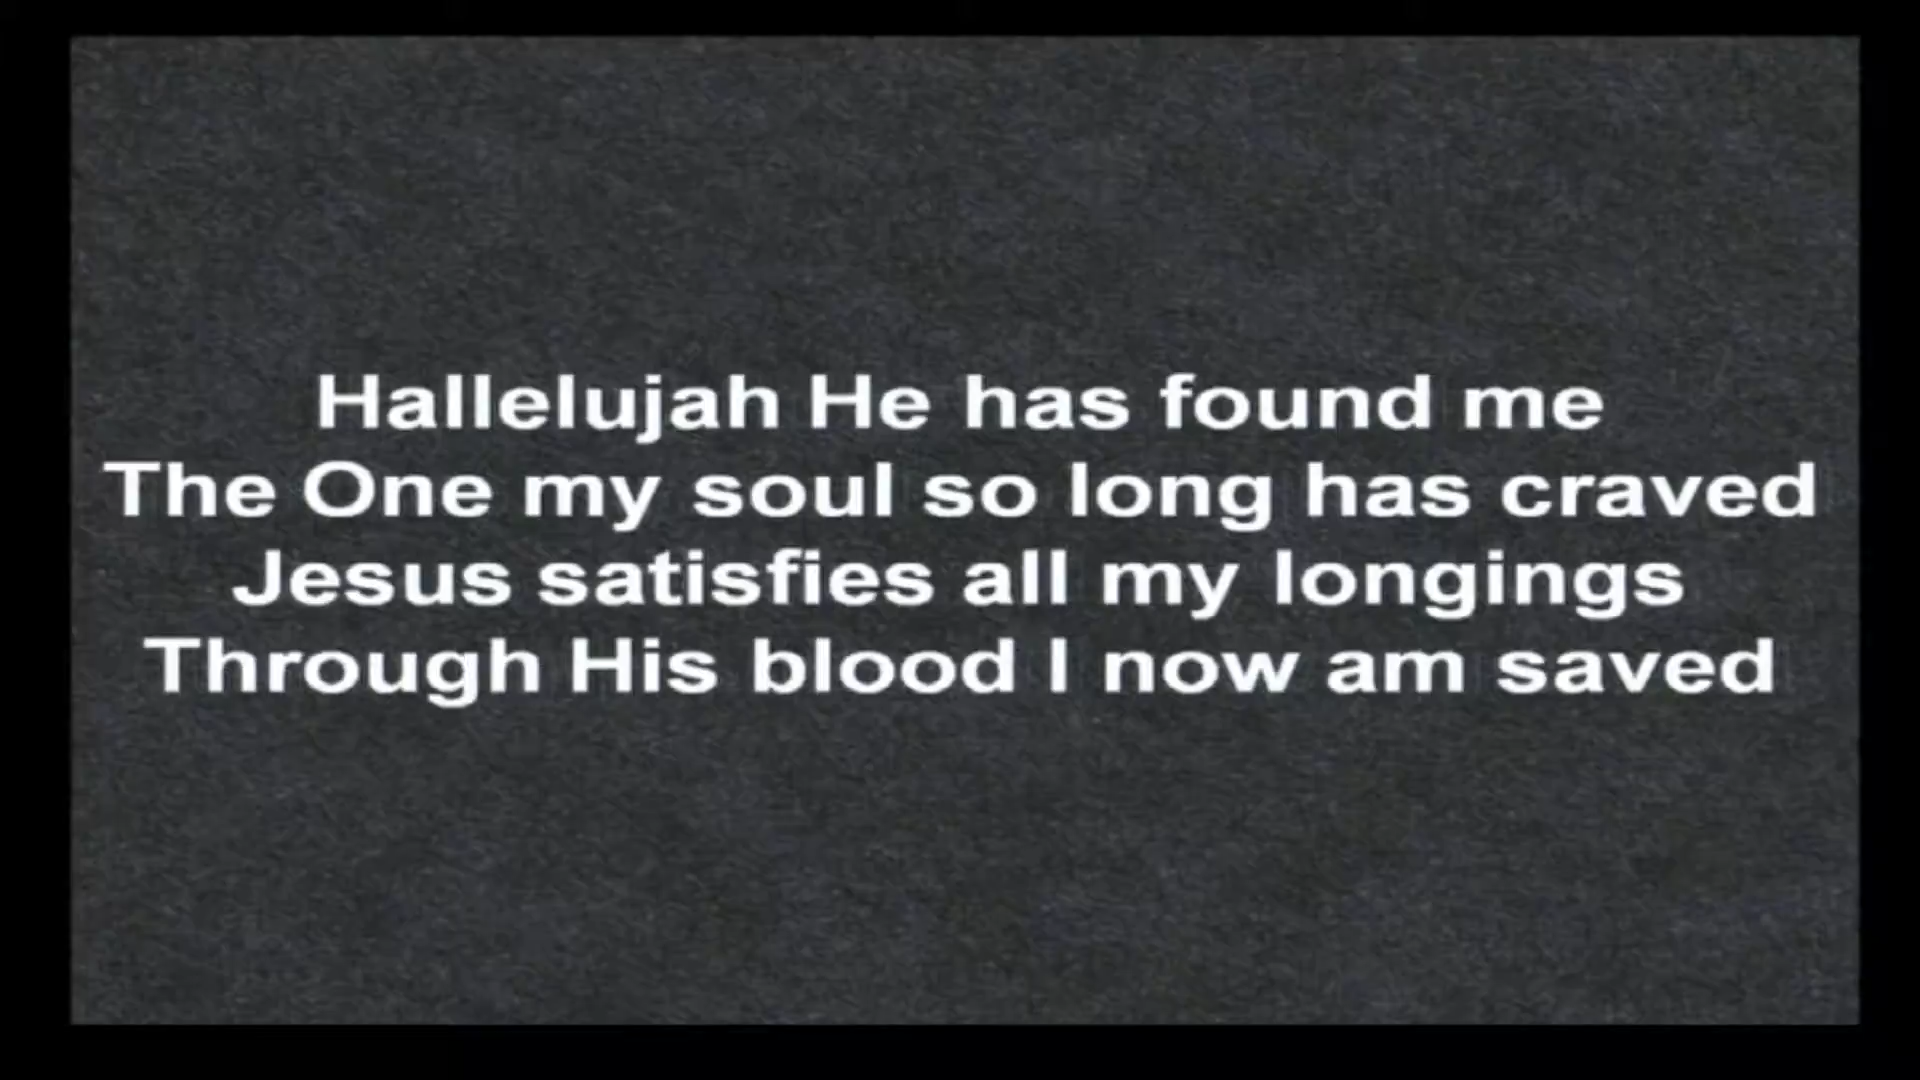 Hallelujah He has found me
The One my soul so long has craved
Jesus satisfies all my longings
Through His blood I now am saved